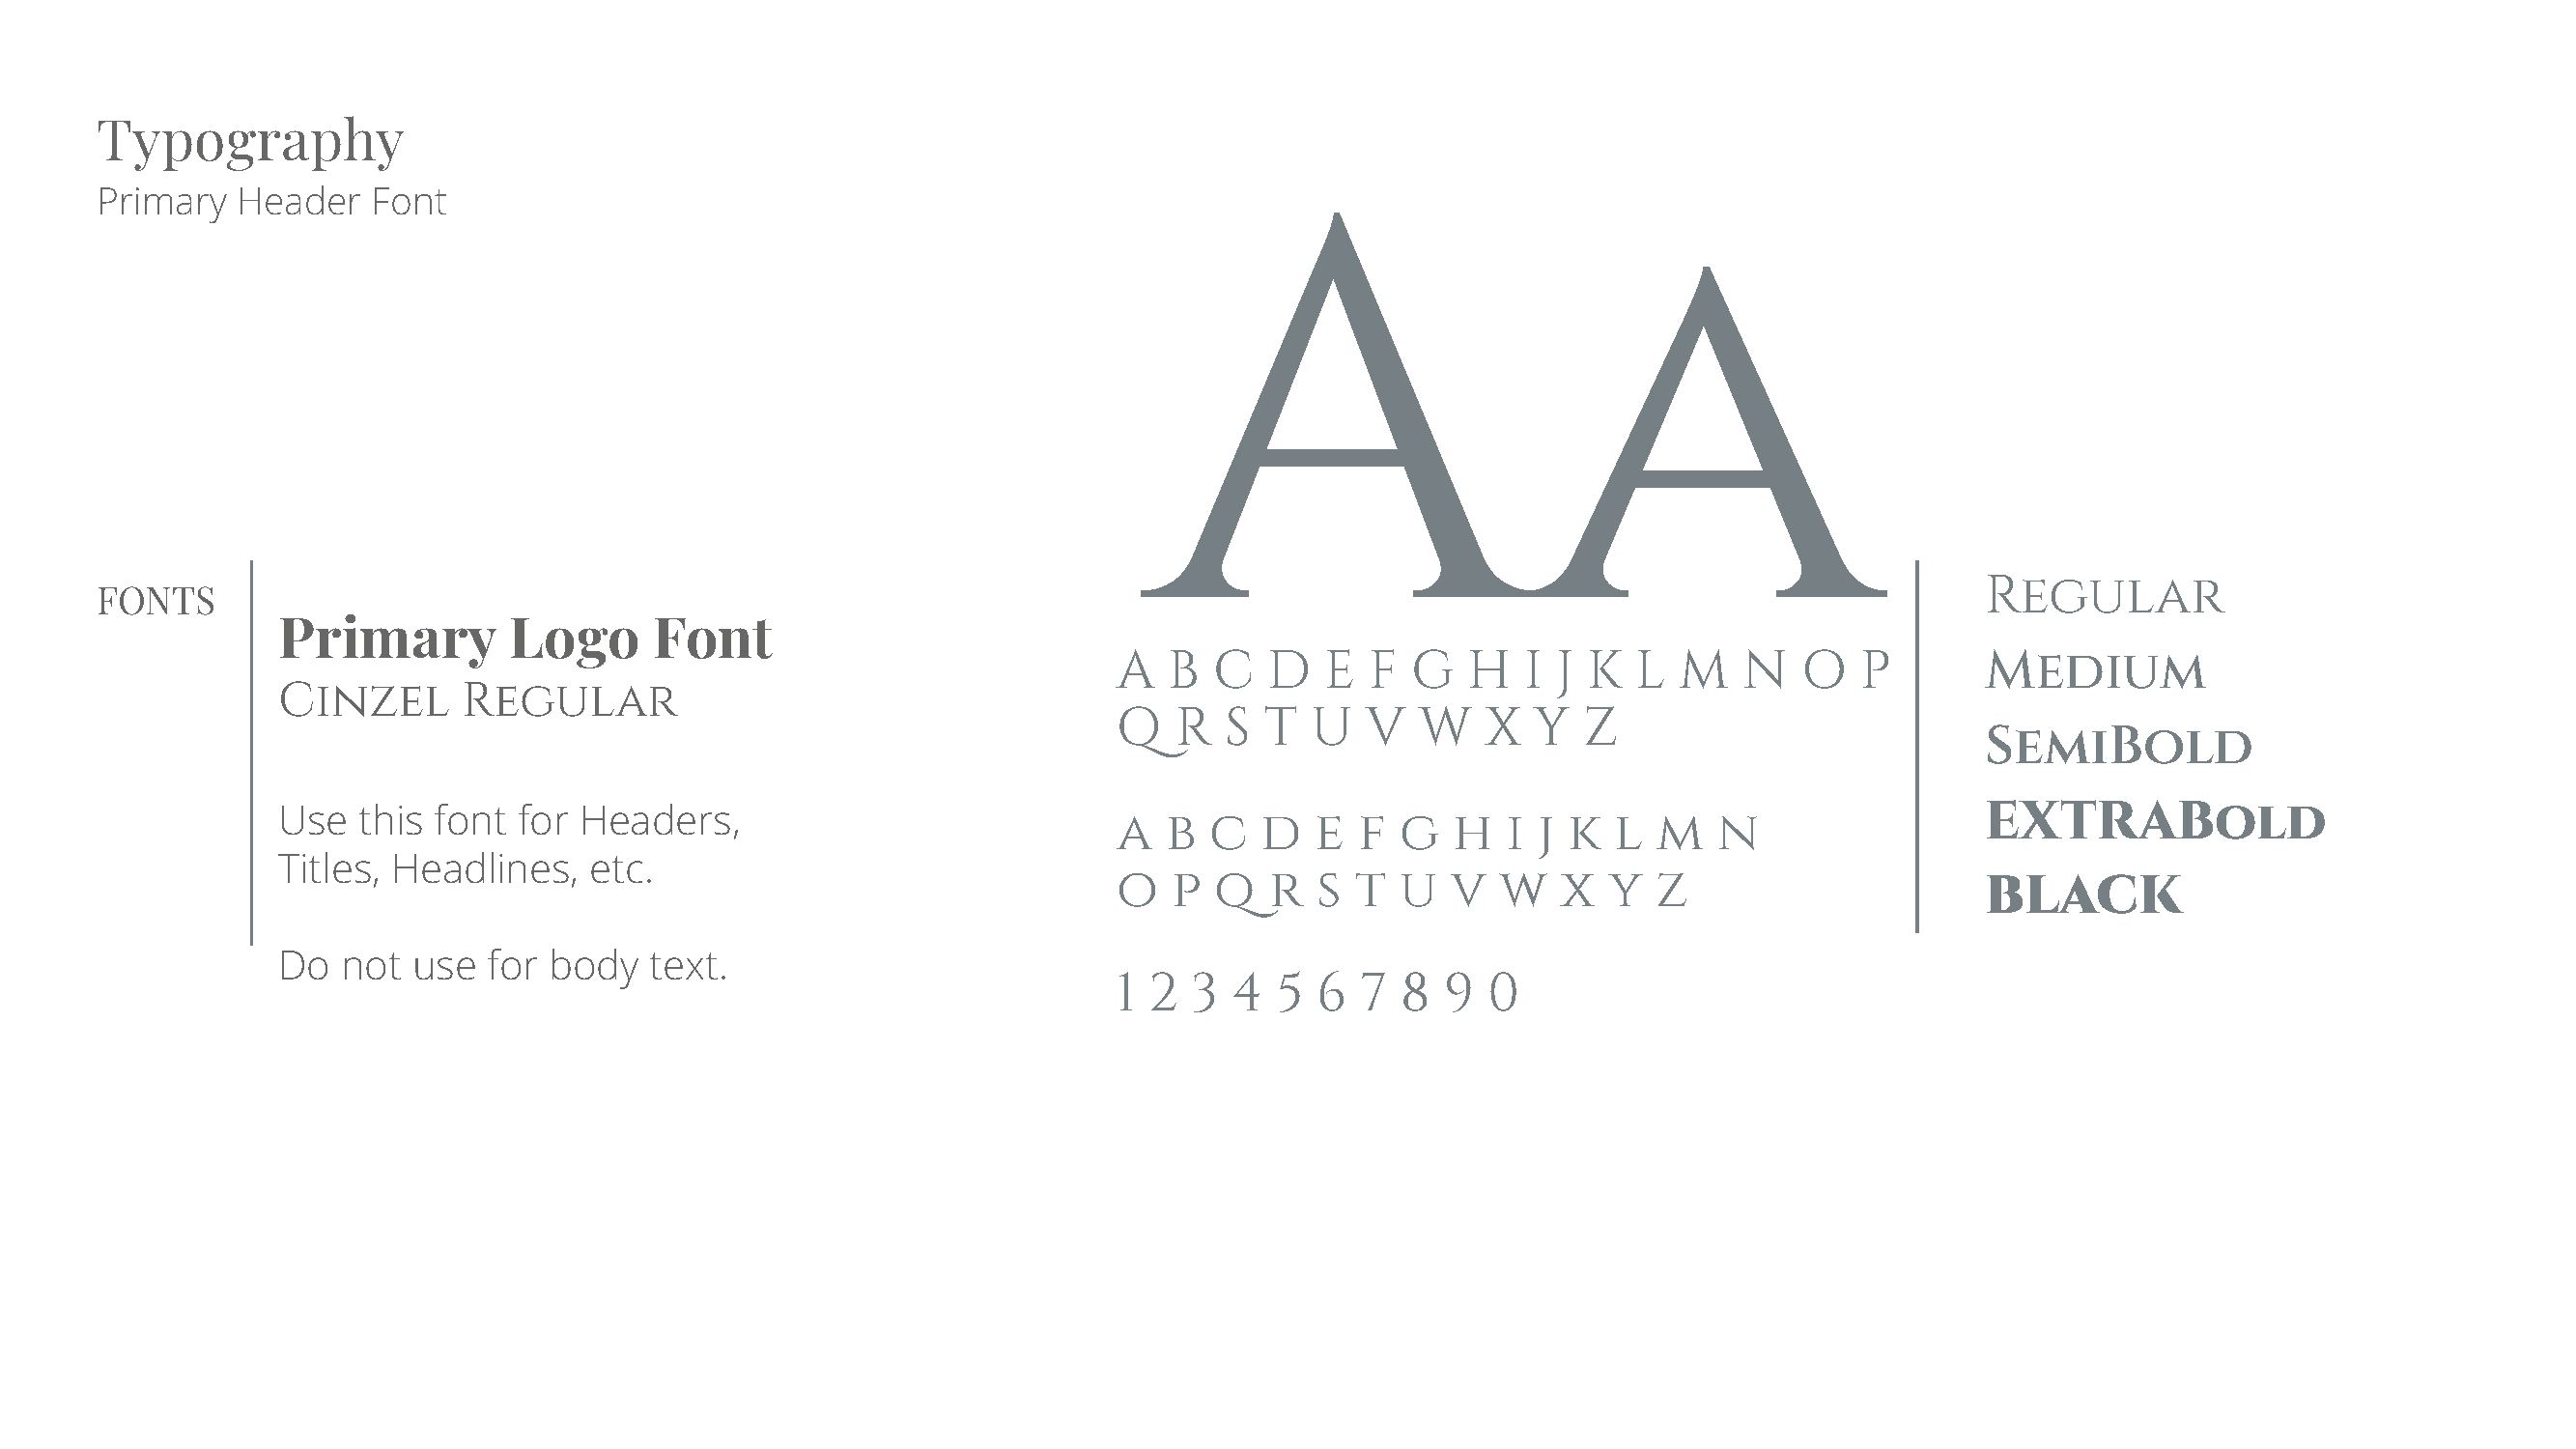 Typography
Primary Header Font
FONTS
Primary Logo Font
Cinzel Regular
Use this font for Headers,
Titles, Headlines, etc.
Do not use for body text.
Aa
A B C D E F G H I J K L M N O P
Q R S T U V W X Y Z
a b c d e f g h i j k l m n
o p q r s t u v w x y z
1 2 3 4 5 6 7 8 9 0
Regular
Medium
SemiBold
EXTRABold
BLACK